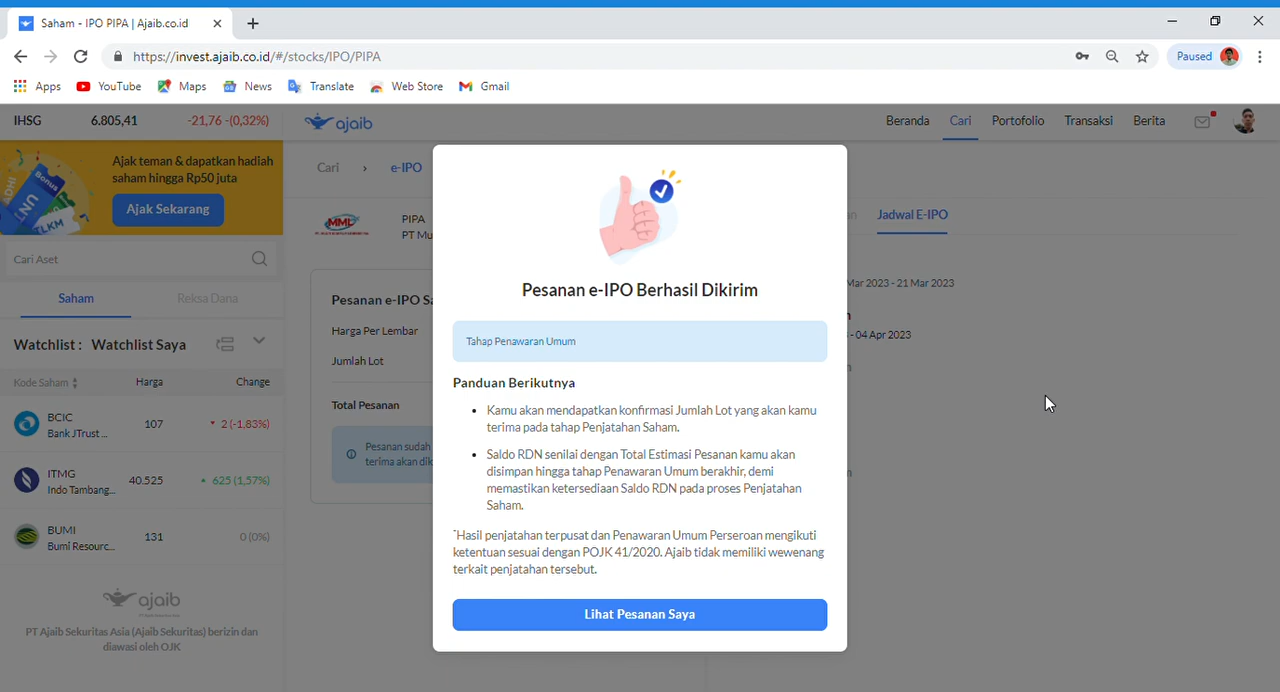 Saham - IPO PIPA | Ajaib.co.id
https://invest.ajaib.co.id/#/stocks/IPO/PIPA
Paused
Apps
YouTube
Maps
News
Translate
Web Store
Gmail
IHSG 6.805,41 -21,76 -(0,32%)
ajaib
Beranda Cari Portofolio Transaksi Berita
Ajak teman & dapatkan hadiah
saham hingga Rp50 juta
Ajak Sekarang
Bonus
TLKM
Cari Aset
Saham Reksa Dana
Watchlist : Watchlist Saya
Kode Saham Harga Change
BCIC 107 2 (-1,83%)
Bank JTrust ...
ITMG 40.525 625 (1,57%)
Indo Tambang...
BUMI 131 0 (0%)
Bumi Resourc...
ajaib
PT Ajaib Sekuritas Asia (Ajaib Sekuritas) berizin dan
diawasi oleh OJK
Cari › e-IPO
MML
PIPA
PT Mu
Pesanan e-IPO Sa
Harga Per Lembar
Jumlah Lot
Total Pesanan
Pesanan sudah
terima akan dik
Jadwal E-IPO
Mar 2023 - 21 Mar 2023
- 04 Apr 2023
Pesanan e-IPO Berhasil Dikirim
Tahap Penawaran Umum
Panduan Berikutnya
• Kamu akan mendapatkan konfirmasi Jumlah Lot yang akan kamu
terima pada tahap Penjatahan Saham.
• Saldo RDN senilai dengan Total Estimasi Pesanan kamu akan
disimpan hingga tahap Penawaran Umum berakhir, demi
memastikan ketersediaan Saldo RDN pada proses Penjatahan
Saham.
*Hasil penjatahan terpusat dan Penawaran Umum Perseroan mengikuti
ketentuan sesuai dengan POJK 41/2020. Ajaib tidak memiliki wewenang
terkait penjatahan tersebut.
Lihat Pesanan Saya